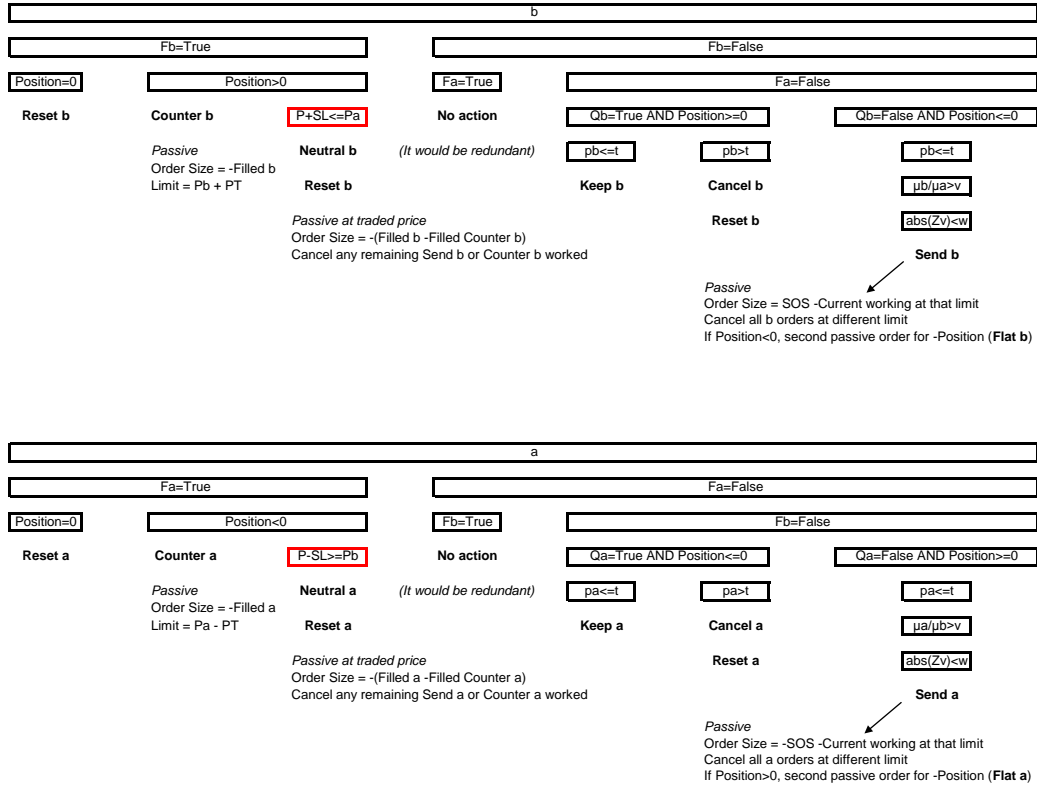 b
Fb=True
Fb=False
Position=0
Position>0
Fa=True
Fa=False
Reset b
Counter b
P+SL<=Pa
No action
Qb=True AND Position>=0
Qb=False AND Position<=0
Passive
Neutral b
(It would be redundant)
pb<=t
pb>t
pb<=t
Order Size = -Filled b
Limit = Pb + PT
Reset b
Keep b
Cancel b
µb/µa>v
Passive at traded price
Reset b
abs(Zv)<w
Order Size = -(Filled b -Filled Counter b)
Cancel any remaining Send b or Counter b worked
Send b
Passive
Order Size = SOS -Current working at that limit
Cancel all b orders at different limit
If Position<0, second passive order for -Position (Flat b)
a
Fa=True
Fa=False
Position=0
Position<0
Fb=True
Fb=False
Reset a
Counter a
P-SL>=Pb
No action
Qa=True AND Position<=0
Qa=False AND Position>=0
Passive
Neutral a
(It would be redundant)
pa<=t
pa>t
pa<=t
Order Size = -Filled a
Limit = Pa - PT
Reset a
Keep a
Cancel a
µa/µb>v
Passive at traded price
Reset a
abs(Zv)<w
Order Size = -(Filled a -Filled Counter a)
Cancel any remaining Send a or Counter a worked
Send a
Passive
Order Size = -SOS -Current working at that limit
Cancel all a orders at different limit
If Position>0, second passive order for -Position (Flat a)